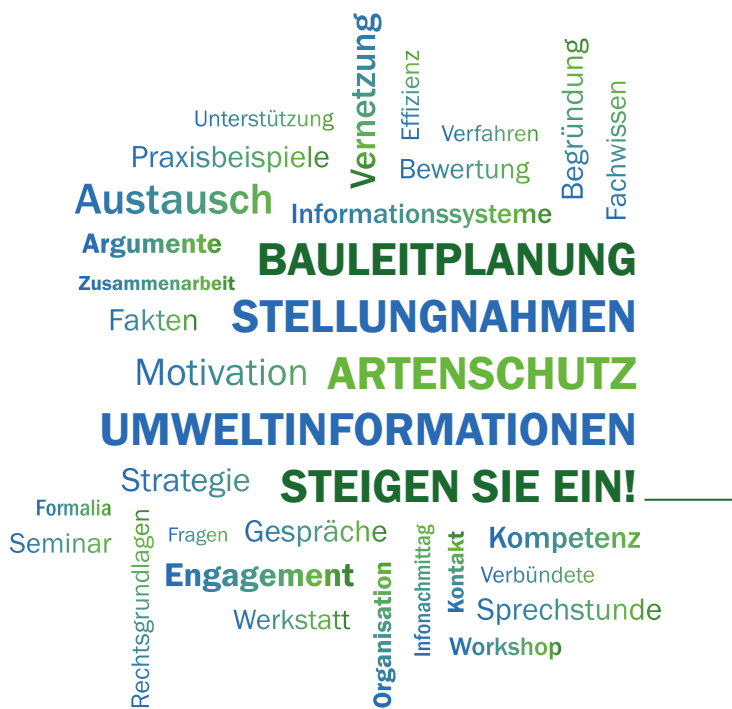 Vernetzung
Effizienz
Begründung
Fachwissen
Unterstützung
Verfahren
Praxisbeispiele
Bewertung
Austausch
Informationssysteme
Argumente
BAULEITPLANUNG
Zusammenarbeit
Fakten
STELLUNGNAHMEN
Motivation
ARTENSCHUTZ
UMWELTINFORMATIONEN
Strategie
STEIGEN SIE EIN!
Formalia
Seminar
Rechtsgrundlagen
Fragen
Gespräche
Infonachmittag
Kontakt
Kompetenz
Engagement
Organisation
Verbündete
Werkstatt
Sprechstunde
Workshop